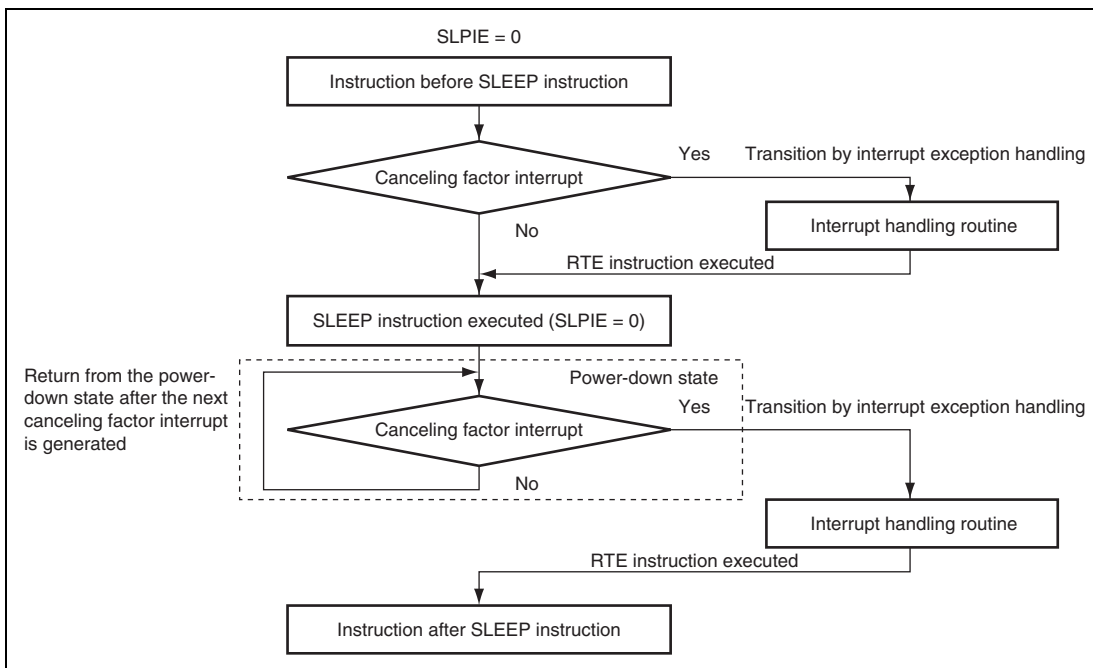 SLPIE = 0
Instruction before SLEEP instruction
Yes
Transition by interrupt exception handling
Canceling factor interrupt
Interrupt handling routine
No
RTE instruction executed
SLEEP instruction executed (SLPIE = 0)
Return from the power-
down state after the next
canceling factor interrupt
is generated
Power-down state
Yes
Transition by interrupt exception handling
Canceling factor interrupt
No
Interrupt handling routine
RTE instruction executed
Instruction after SLEEP instruction